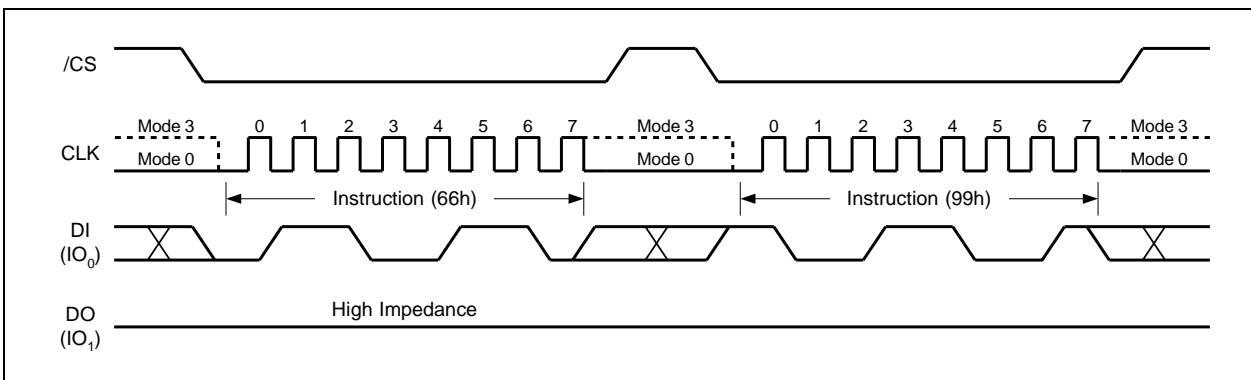 /CS
Mode 3 0 1 2 3 4 5 6 7 Mode 3 0 1 2 3 4 5 6 7 Mode 3
CLK
Mode 0 Mode 0 Mode 0
Instruction (66h) Instruction (99h)
DI
(IO₀)
High Impedance
DO
(IO₁)